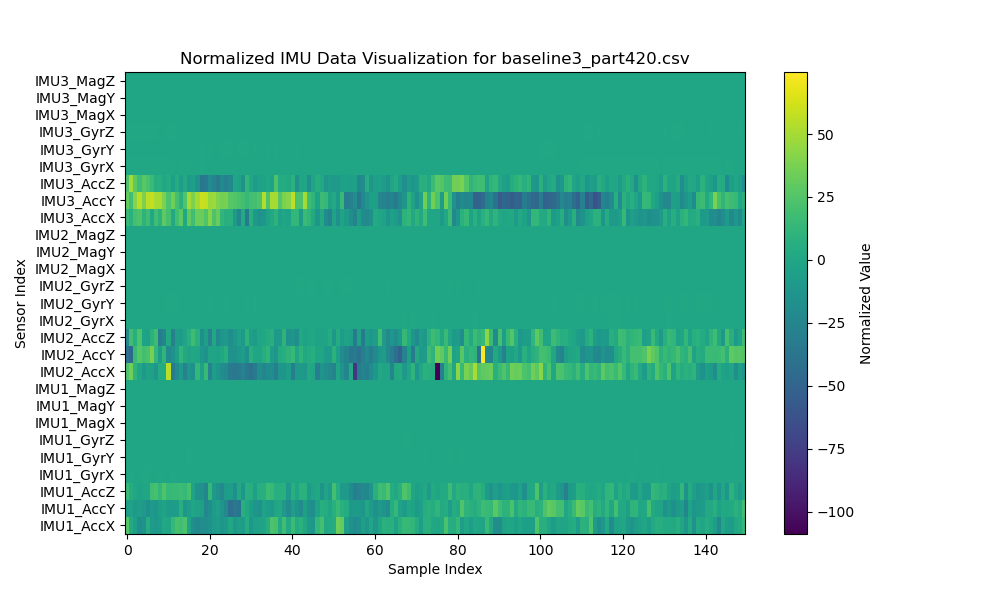 Normalized IMU Data Visualization for baseline3_part420.csv
IMU3_MagZ
IMU3_MagY
IMU3_MagX
IMU3_GyrZ
IMU3_GyrY
IMU3_GyrX
IMU3_AccZ
IMU3_AccY
IMU3_AccX
IMU2_MagZ
IMU2_MagY
IMU2_MagX
IMU2_GyrZ
IMU2_GyrY
IMU2_GyrX
IMU2_AccZ
IMU2_AccY
IMU2_AccX
IMU1_MagZ
IMU1_MagY
IMU1_MagX
IMU1_GyrZ
IMU1_GyrY
IMU1_GyrX
IMU1_AccZ
IMU1_AccY
IMU1_AccX
Sensor Index
0 20 40 60 80 100 120 140
Sample Index
50
25
0
−25
−50
−75
−100
Normalized Value